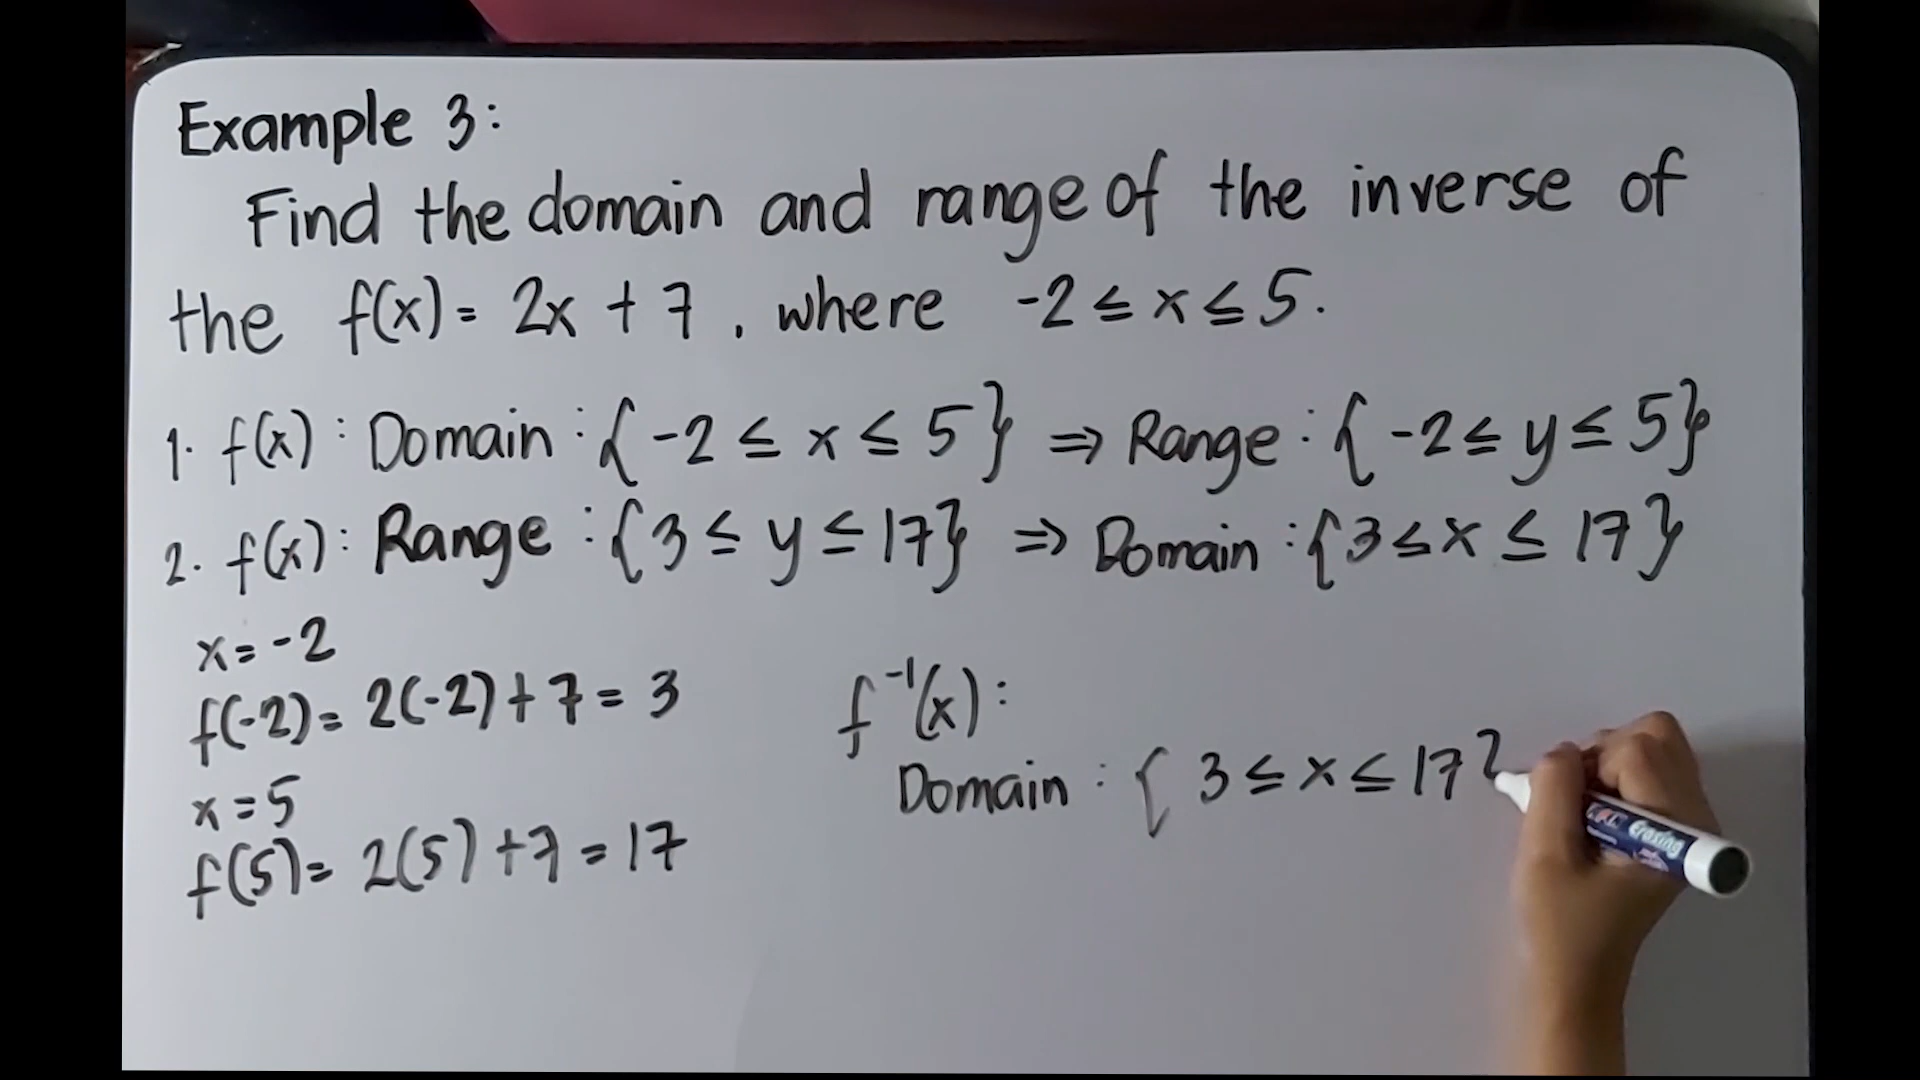 Example 3:
Find the domain and range of the inverse of
the f(x) = 2x + 7 , where -2 ≤ x ≤ 5.
1. f(x) : Domain : { -2 ≤ x ≤ 5 } ⇒ Range : { -2 ≤ y ≤ 5 }
2. f(x) : Range : { 3 ≤ y ≤ 17 } ⇒ Domain : { 3 ≤ x ≤ 17 }
x = -2
f(-2) = 2(-2) + 7 = 3
x = 5
f(5) = 2(5) + 7 = 17
f⁻¹(x) :
Domain : { 3 ≤ x ≤ 17 }
Erasing